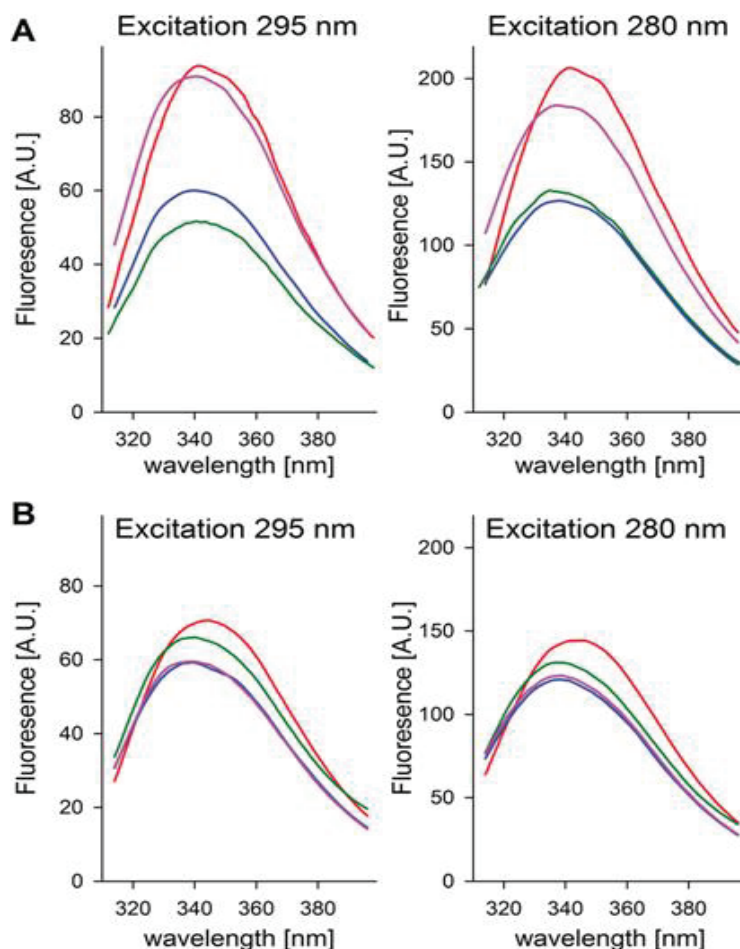 A
Excitation 295 nm
Excitation 280 nm
Fluoresence [A.U.]
80
60
40
20
0
320 340 360 380
wavelength [nm]
Fluoresence [A.U.]
200
150
100
50
0
320 340 360 380
wavelength [nm]
B
Excitation 295 nm
Excitation 280 nm
Fluoresence [A.U.]
80
60
40
20
0
320 340 360 380
wavelength [nm]
Fluoresence [A.U.]
200
150
100
50
0
320 340 360 380
wavelength [nm]